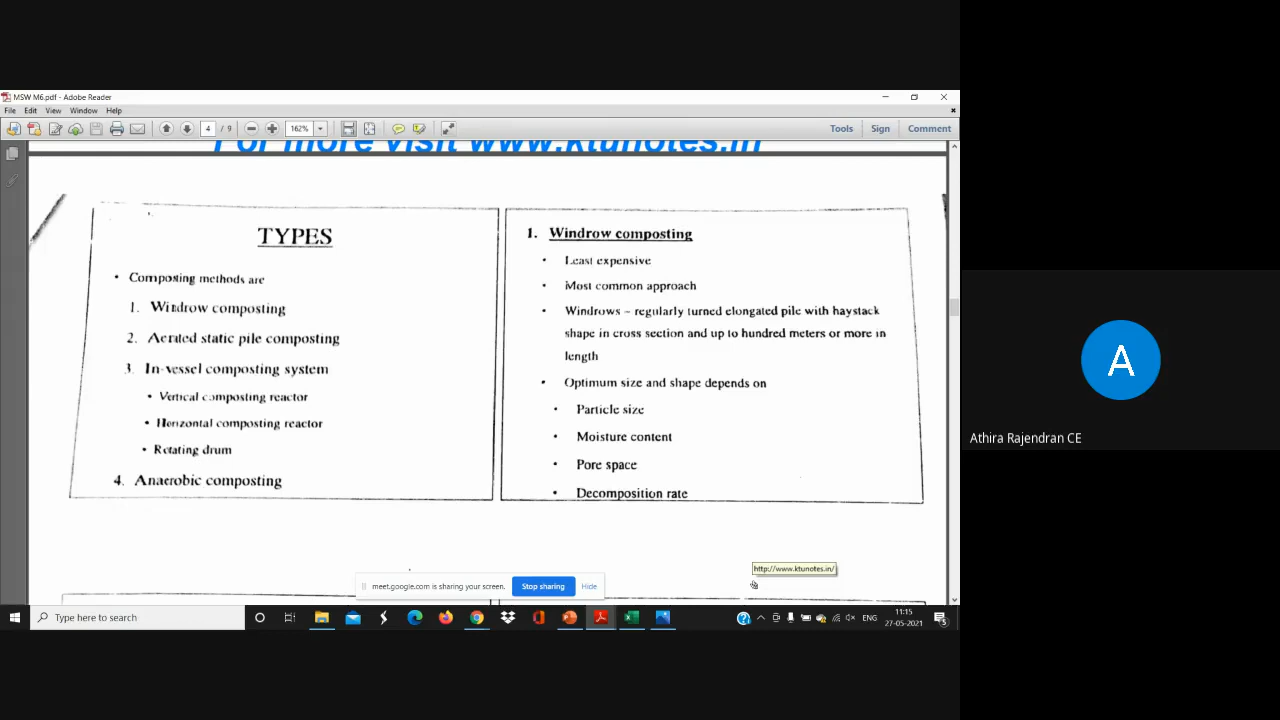 MSW M6.pdf - Adobe Reader
File Edit View Window Help
4 / 9 162% Tools Sign Comment
For more visit www.ktunotes.in
TYPES
• Composing methods are
1. Windrow composting
2. Aerated static pile composting
3. In-vessel composting system
• Vertical composting reactor
• Horizontal composting reactor
• Rotating drum
4. Anaerobic composting
1. Windrow composting
• Least expensive
• Most common approach
• Windrows – regularly turned elongated pile with haystack
shape in cross section and up to hundred meters or more in
length
• Optimum size and shape depends on
• Particle size
• Moisture content
• Pore space
• Decomposition rate
http://www.ktunotes.in/
meet.google.com is sharing your screen. Stop sharing Hide
Type here to search
ENG
11:15
27-05-2021
5
A
Athira Rajendran CE